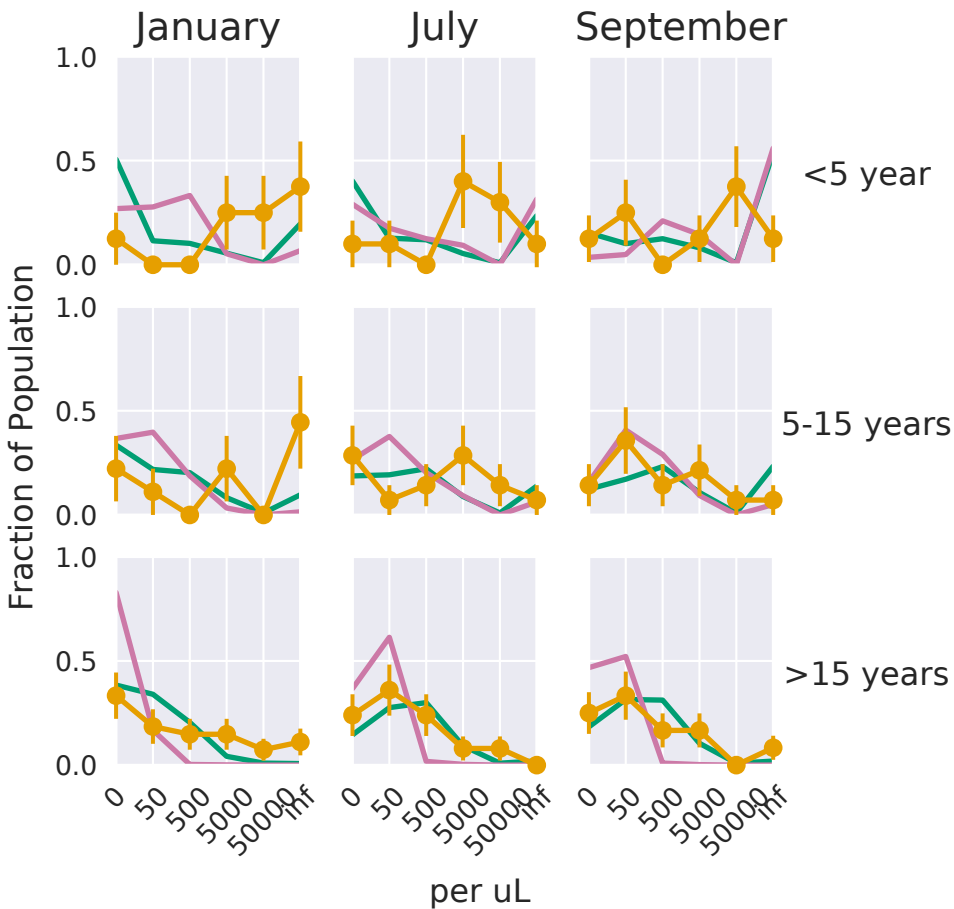 January July September
1.0
0.5
0.0
<5 year
1.0
0.5
0.0
5-15 years
1.0
0.5
0.0
>15 years
Fraction of Population
0 50 500 5000 50000 inf
0 50 500 5000 50000 inf
0 50 500 5000 50000 inf
per uL